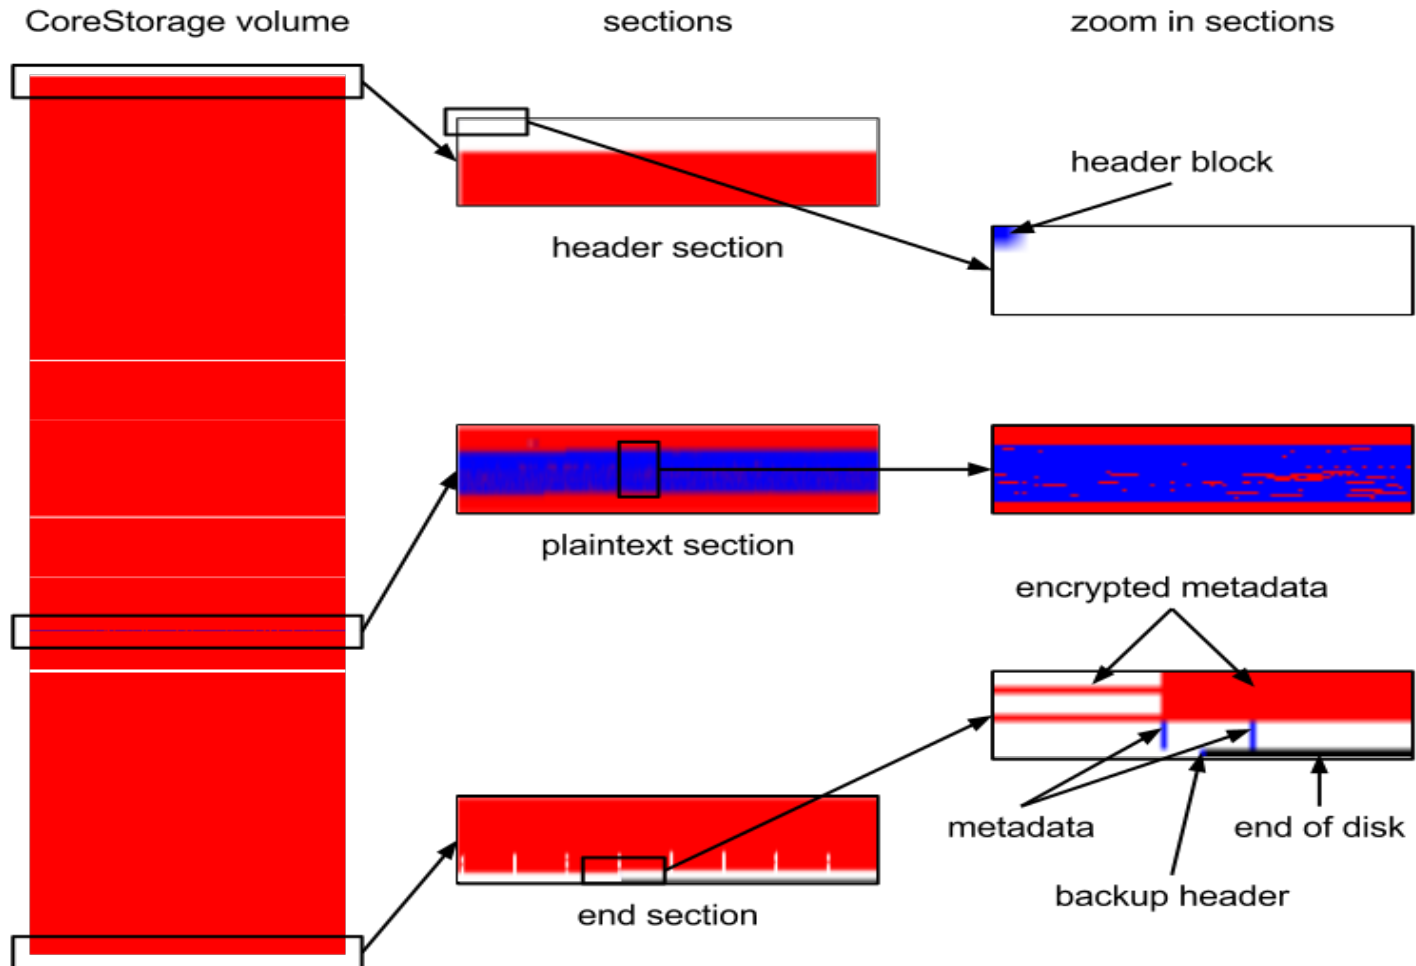 CoreStorage volume
sections
zoom in sections
header block
header section
plaintext section
encrypted metadata
metadata
end of disk
backup header
end section